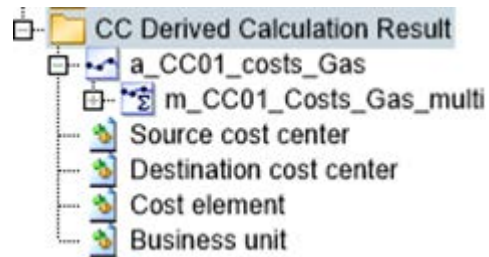 CC Derived Calculation Result
a_CC01_costs_Gas
m_CC01_Costs_Gas_multi
Source cost center
Destination cost center
Cost element
Business unit